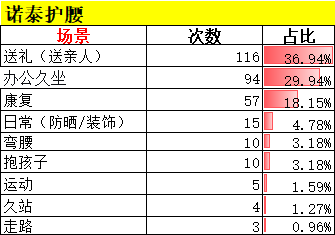 诺泰护腰
场景 次数 占比
送礼（送亲人） 116 36.94%
办公久坐 94 29.94%
康复 57 18.15%
日常（防晒/装饰） 15 4.78%
弯腰 10 3.18%
抱孩子 10 3.18%
运动 5 1.59%
久站 4 1.27%
走路 3 0.96%